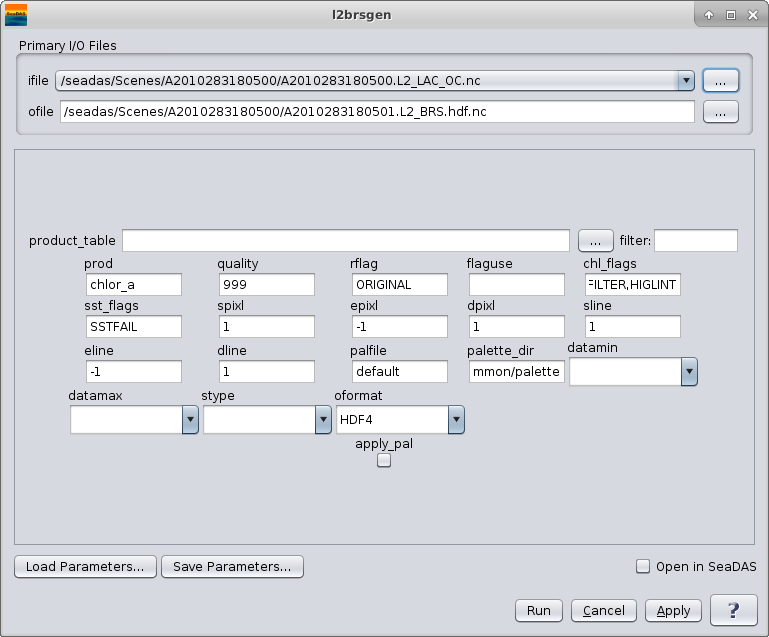 SeaDAS
l2brsgen
Primary I/O Files
ifile /seadas/Scenes/A2010283180500/A2010283180500.L2_LAC_OC.nc ...
ofile /seadas/Scenes/A2010283180500/A2010283180501.L2_BRS.hdf.nc ...
product_table ... filter:
prod quality rflag flaguse chl_flags
chlor_a 999 ORIGINAL FILTER,HIGLINT
sst_flags spixl epixl dpixl sline
SSTFAIL 1 -1 1 1
eline dline palfile palette_dir datamin
-1 1 default mmon/palette
datamax stype oformat
HDF4
apply_pal
Load Parameters... Save Parameters... Open in SeaDAS
Run Cancel Apply ?